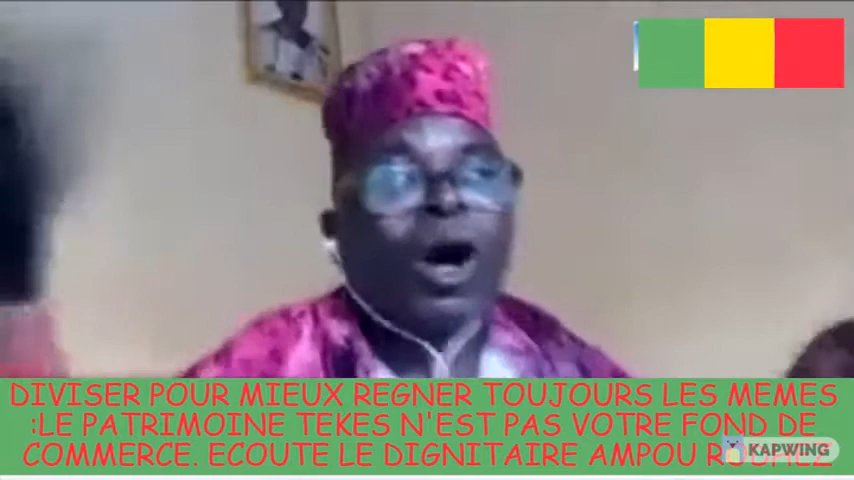 DIVISER POUR MIEUX REGNER TOUJOURS LES MEMES
:LE PATRIMOINE TEKES N'EST PAS VOTRE FOND DE
COMMERCE. ECOUTE LE DIGNITAIRE AMPOU
KAPWING